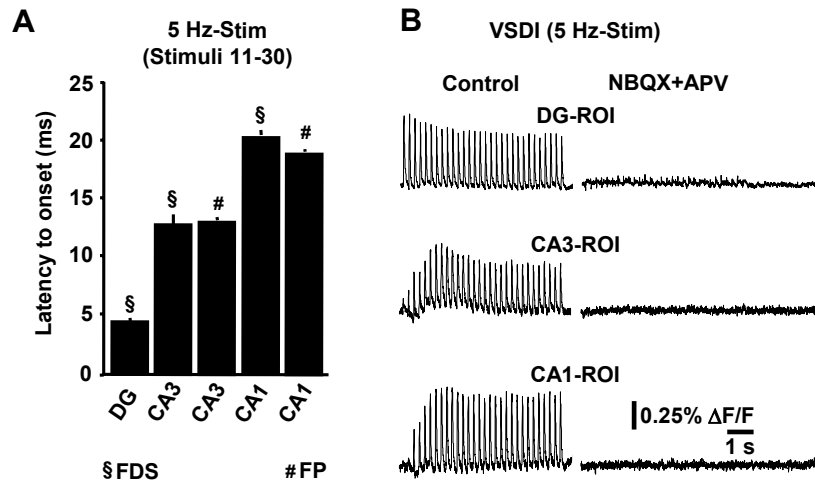 A
5 Hz-Stim
(Stimuli 11-30)
Latency to onset (ms)
25
20
15
10
5
0
§
§
#
§
#
DG
CA3
CA3
CA1
CA1
§ FDS
# FP
B
VSDI (5 Hz-Stim)
Control
NBQX+APV
DG-ROI
CA3-ROI
CA1-ROI
0.25% ΔF/F
1 s